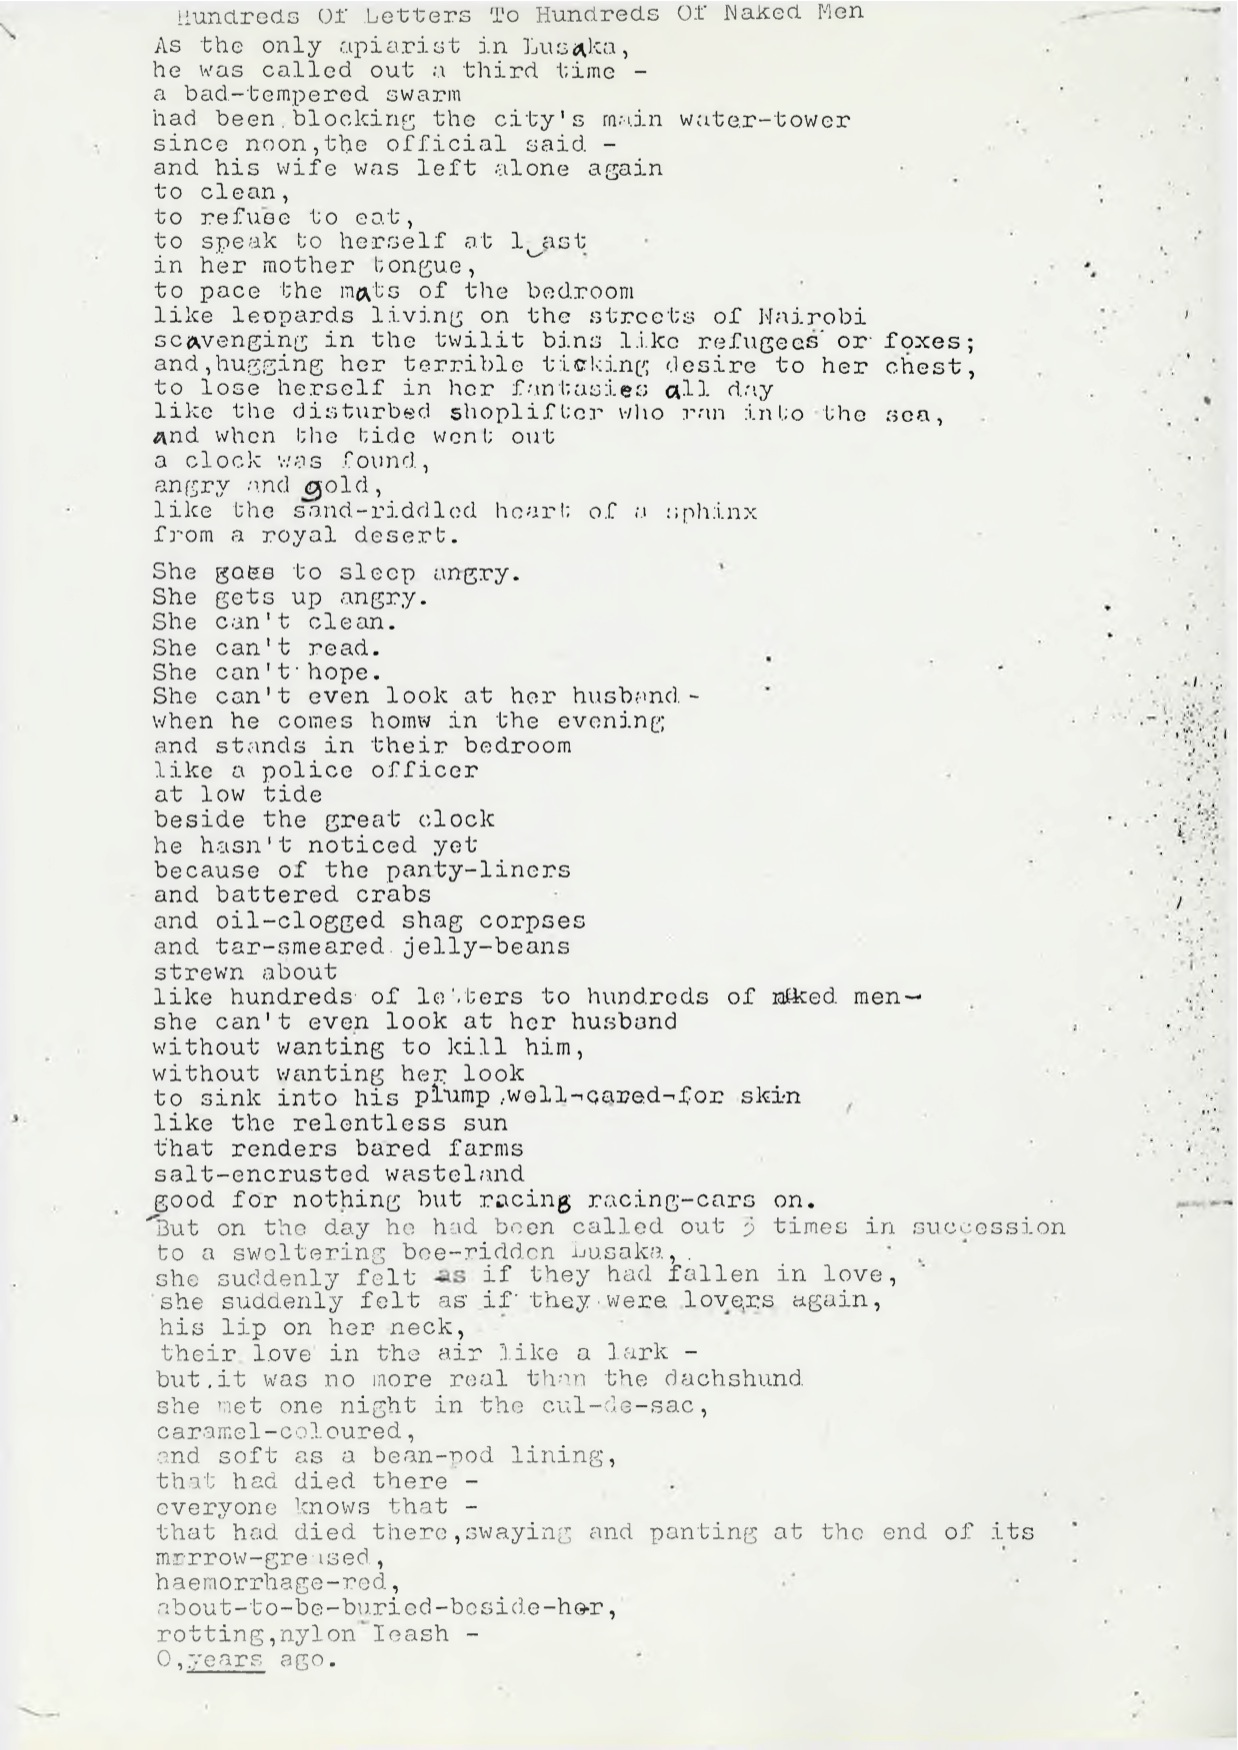 Hundreds Of Letters To Hundreds Of Naked Men
As the only apiarist in Lusaka,
he was called out a third time -
a bad-tempered swarm
had been blocking the city's main water-tower
since noon,the official said -
and his wife was left alone again
to clean,
to refuse to eat,
to speak to herself at last
in her mother tongue,
to pace the mats of the bedroom
like leopards living on the streets of Nairobi
scavenging in the twilit bins like refugees or foxes;
and,hugging her terrible ticking desire to her chest,
to lose herself in her fantasies all day
like the disturbed shoplifter who ran into the sea,
and when the tide went out
a clock was found,
angry and gold,
like the sand-riddled heart of a sphinx
from a royal desert.
She goes to sleep angry.
She gets up angry.
She can't clean.
She can't read.
She can't hope.
She can't even look at her husband -
when he comes homw in the evening
and stands in their bedroom
like a police officer
at low tide
beside the great clock
he hasn't noticed yet
because of the panty-liners
and battered crabs
and oil-clogged shag corpses
and tar-smeared jelly-beans
strewn about
like hundreds of letters to hundreds of naked men-
she can't even look at her husband
without wanting to kill him,
without wanting her look
to sink into his plump,well-cared-for skin
like the relentless sun
that renders bared farms
salt-encrusted wasteland
good for nothing but racing racing-cars on.
But on the day he had been called out 3 times in succession
to a sweltering bee-ridden Lusaka,
she suddenly felt as if they had fallen in love,
she suddenly felt as if they were lovers again,
his lip on her neck,
their love in the air like a lark -
but it was no more real than the dachshund
she met one night in the cul-de-sac,
caramel-coloured,
and soft as a bean-pod lining,
that had died there -
everyone knows that -
that had died there,swaying and panting at the end of its
mrrrow-greased,
haemorrhage-red,
about-to-be-buried-beside-her,
rotting,nylon leash -
O,years ago.